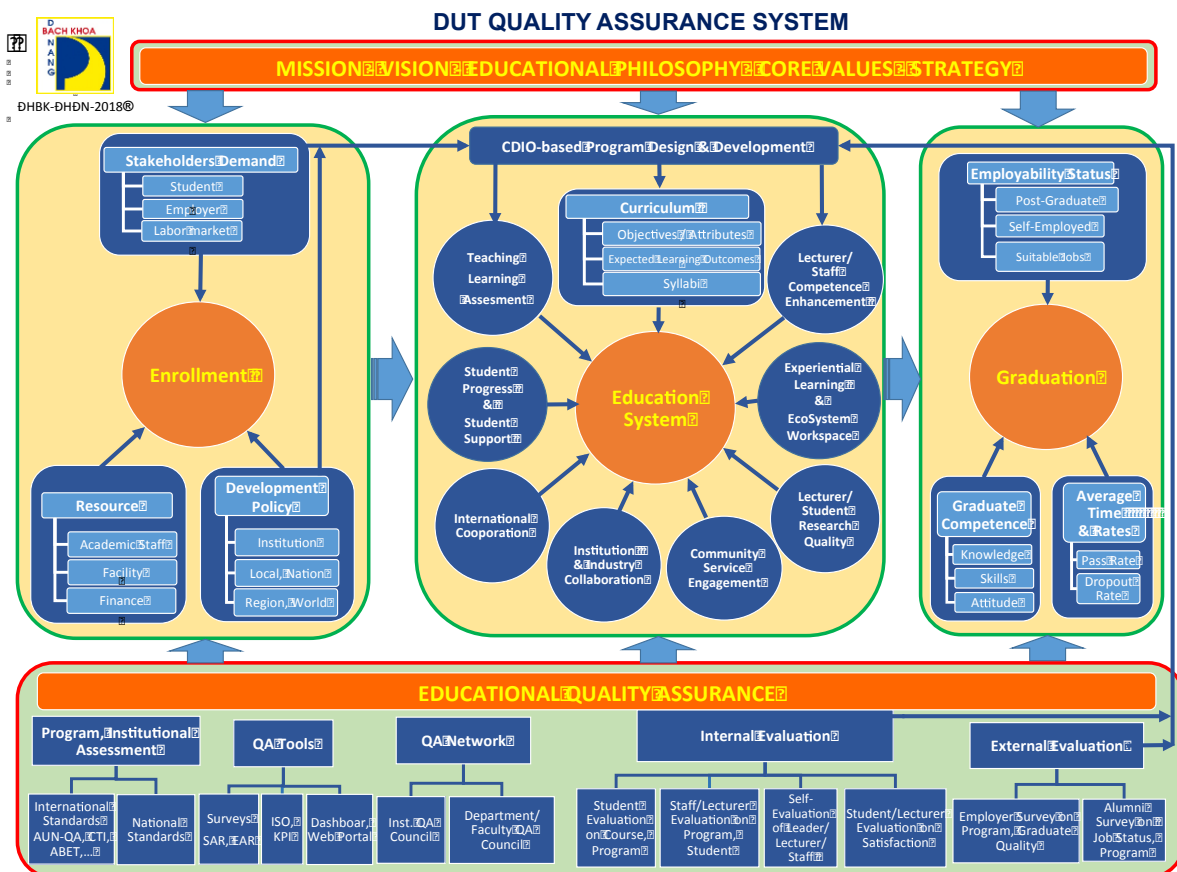 DUT QUALITY ASSURANCE SYSTEM
D
BACH KHOA
A
N
A
N
G
ĐHBK-ĐHĐN-2018®
MISSION VISION EDUCATIONAL PHILOSOPHY CORE VALUES STRATEGY
Stakeholders Demand
Student
Employer
Labor market
Enrollment
Resource
Academic Staff
Facility
Finance
Development
Policy
Institution
Local, Nation
Region, World
CDIO-based Program Design & Development
Teaching
Learning
Assesment
Curriculum
Objectives / Attributes
Expected Learning Outcomes
Syllabi
Lecturer/
Staff
Competence
Enhancement
Student
Progress
&
Student
Support
Education
System
Experiential
Learning
&
EcoSystem
Workspace
International
Cooporation
Institution
& Industry
Collaboration
Community
Service
Engagement
Lecturer/
Student
Research
Quality
Employability Status
Post-Graduate
Self-Employed
Suitable Jobs
Graduation
Graduate
Competence
Knowledge
Skills
Attitude
Average
Time
& Rates
Pass Rate
Dropout
Rate
EDUCATIONAL QUALITY ASSURANCE
Program, Institutional
Assessment
International
Standards
AUN-QA, CTI,
ABET,...
National
Standards
QA Tools
Surveys
SAR, EAR
ISO,
KPI
Dashboar,
Web Portal
QA Network
Inst. QA
Council
Department/
Faculty QA
Council
Internal Evaluation
Student
Evaluation
on Course,
Program
Staff/Lecturer
Evaluation on
Program,
Student
Self-
Evaluation
of Leader/
Lecturer/
Staff
Student/Lecturer
Evaluation on
Satisfaction
External Evaluation
Employer Survey on
Program, Graduate
Quality
Alumni
Survey on
Job Status,
Program